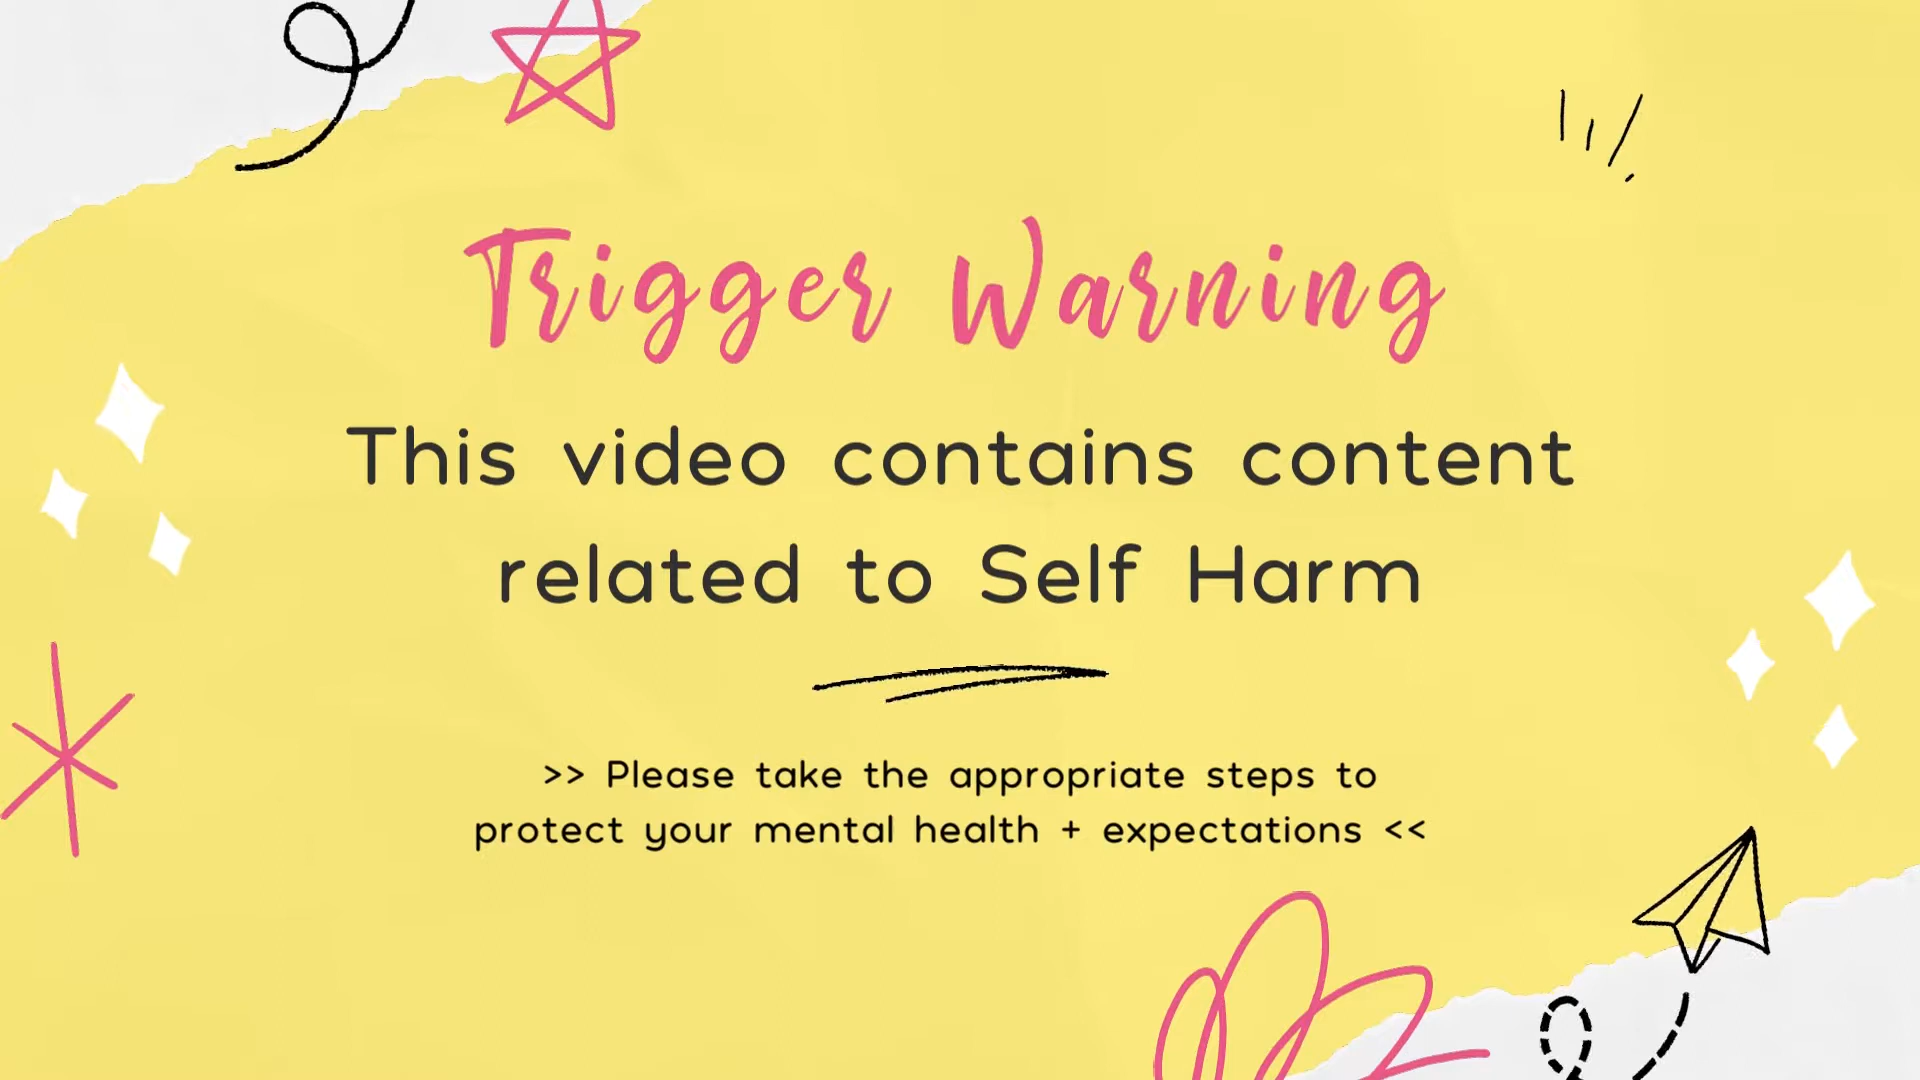 Trigger Warning
This video contains content
related to Self Harm
>> Please take the appropriate steps to
protect your mental health + expectations <<